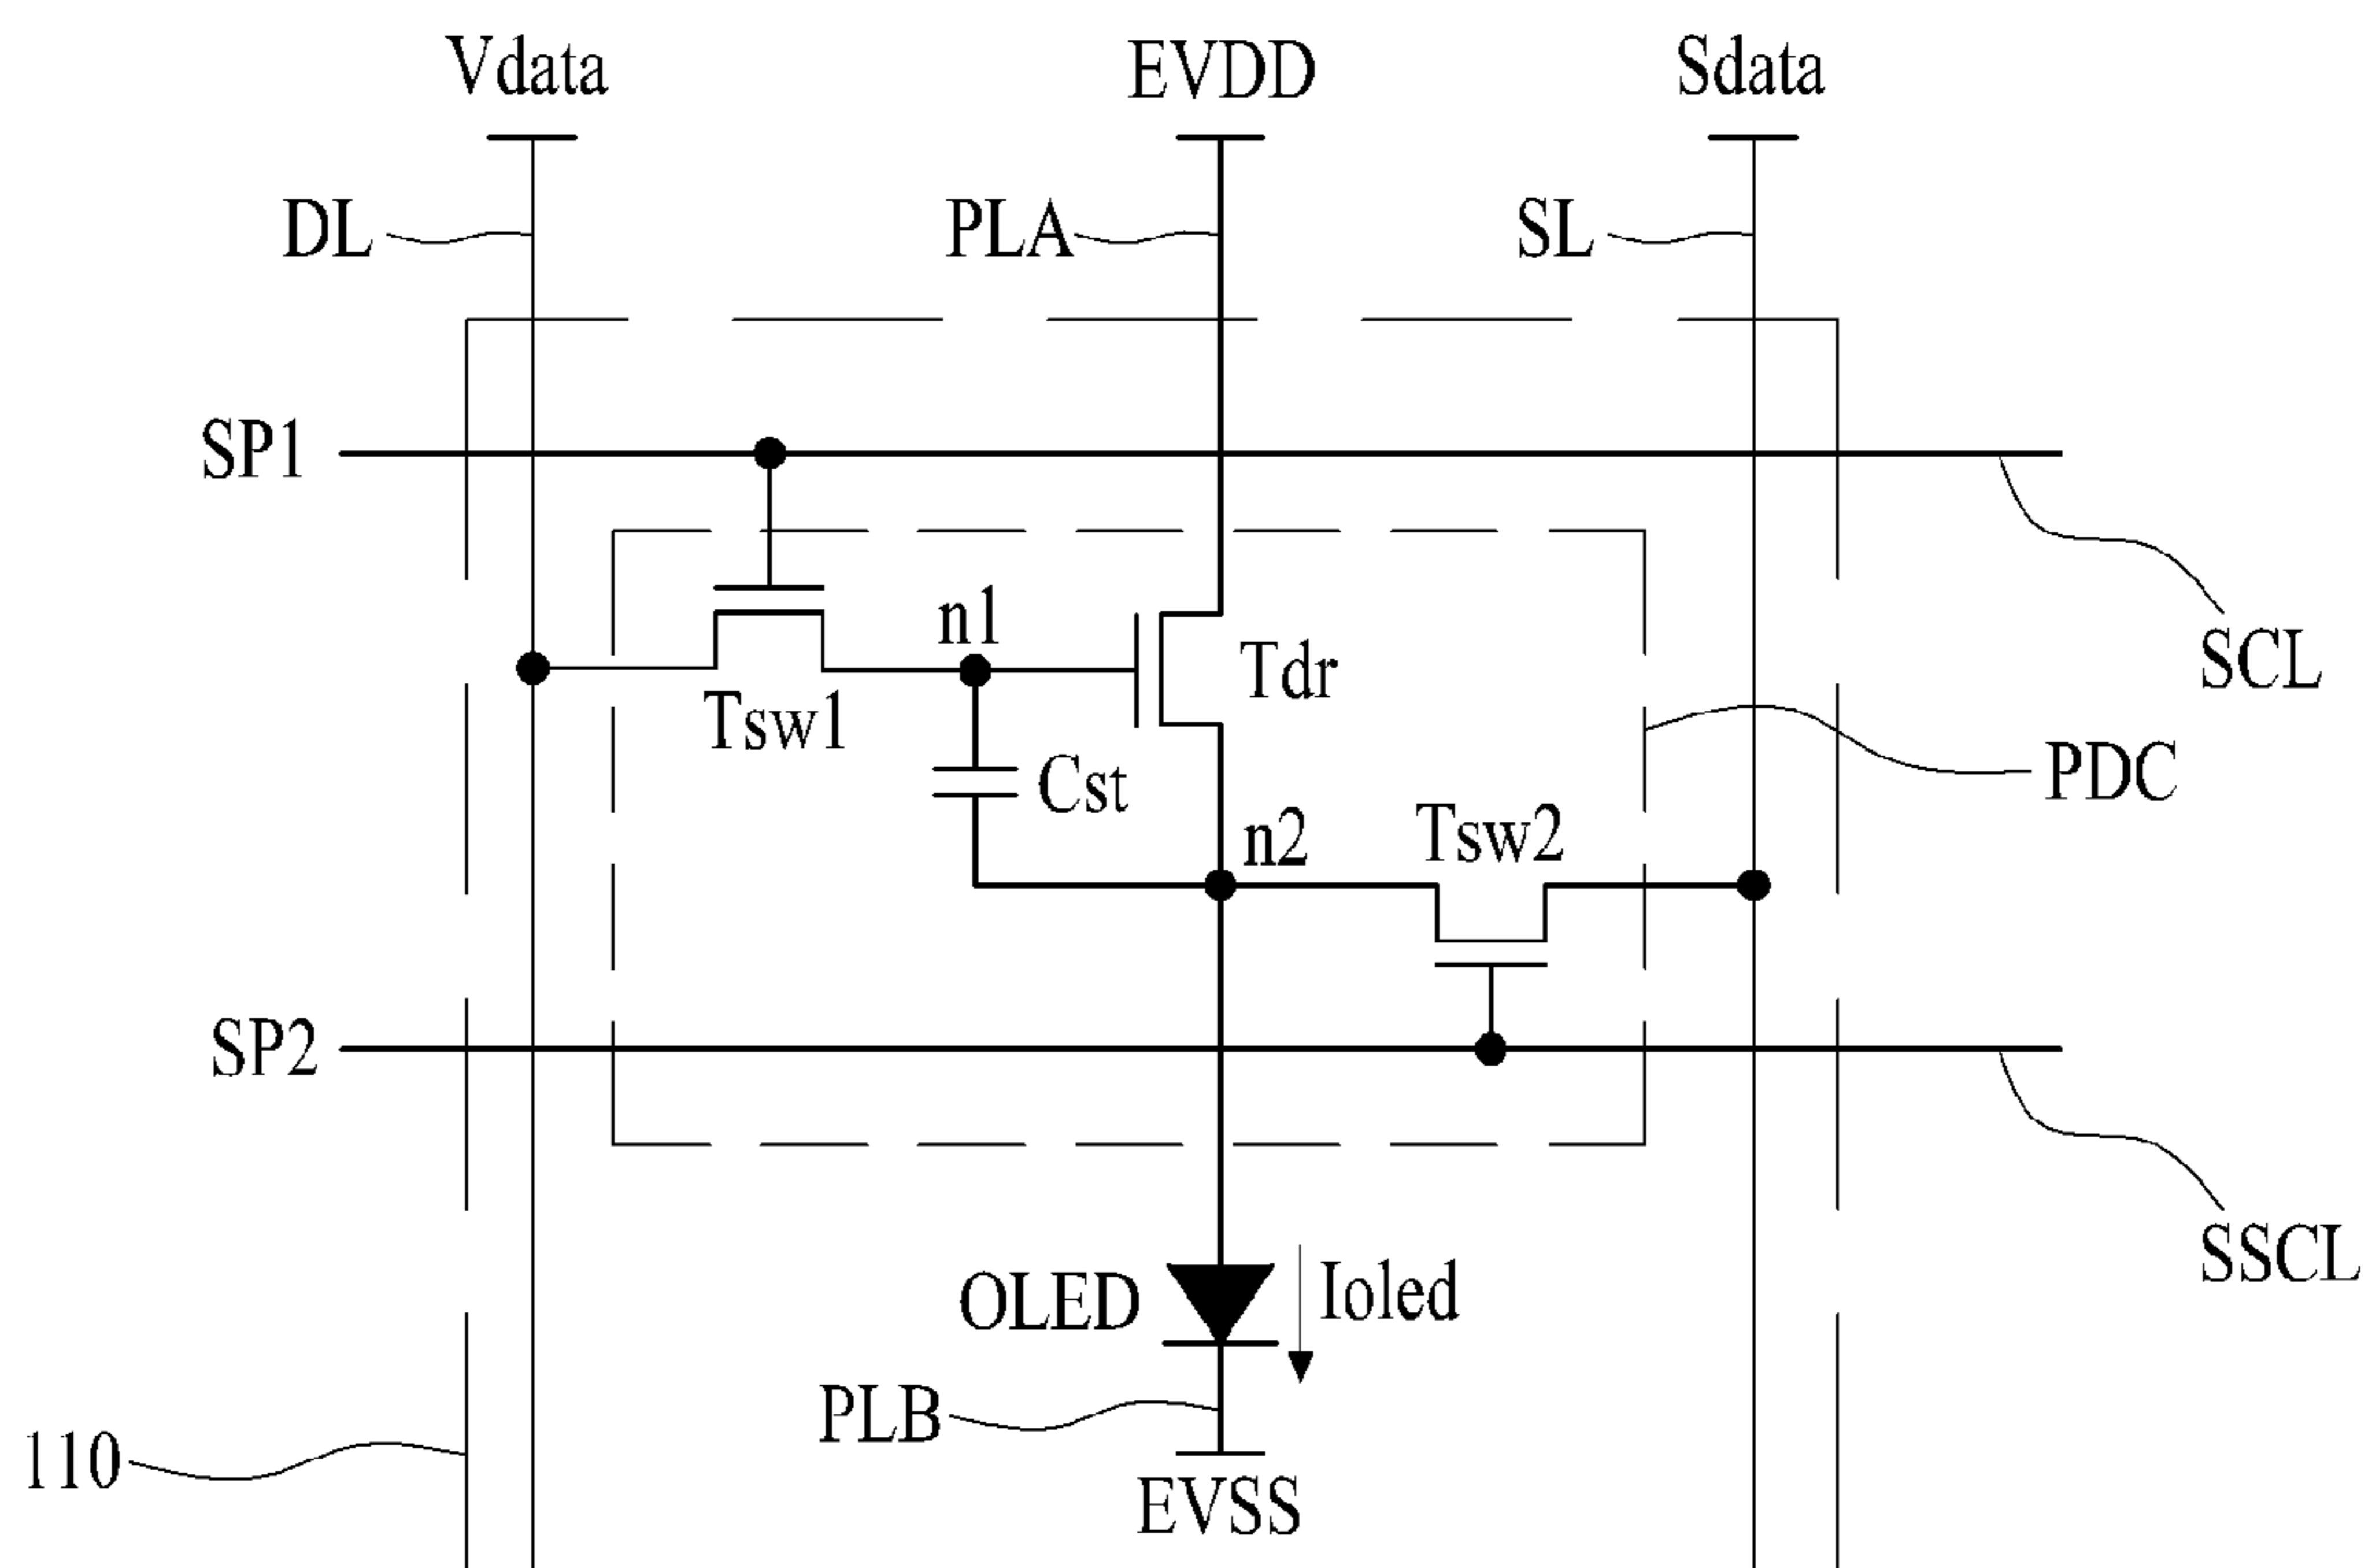 Vdata
EVDD
Sdata
DL
PLA
SL
SP1
SCL
n1
Tdr
Tsw1
PDC
Cst
n2
Tsw2
SP2
SSCL
OLED
Ioled
PLB
110
EVSS